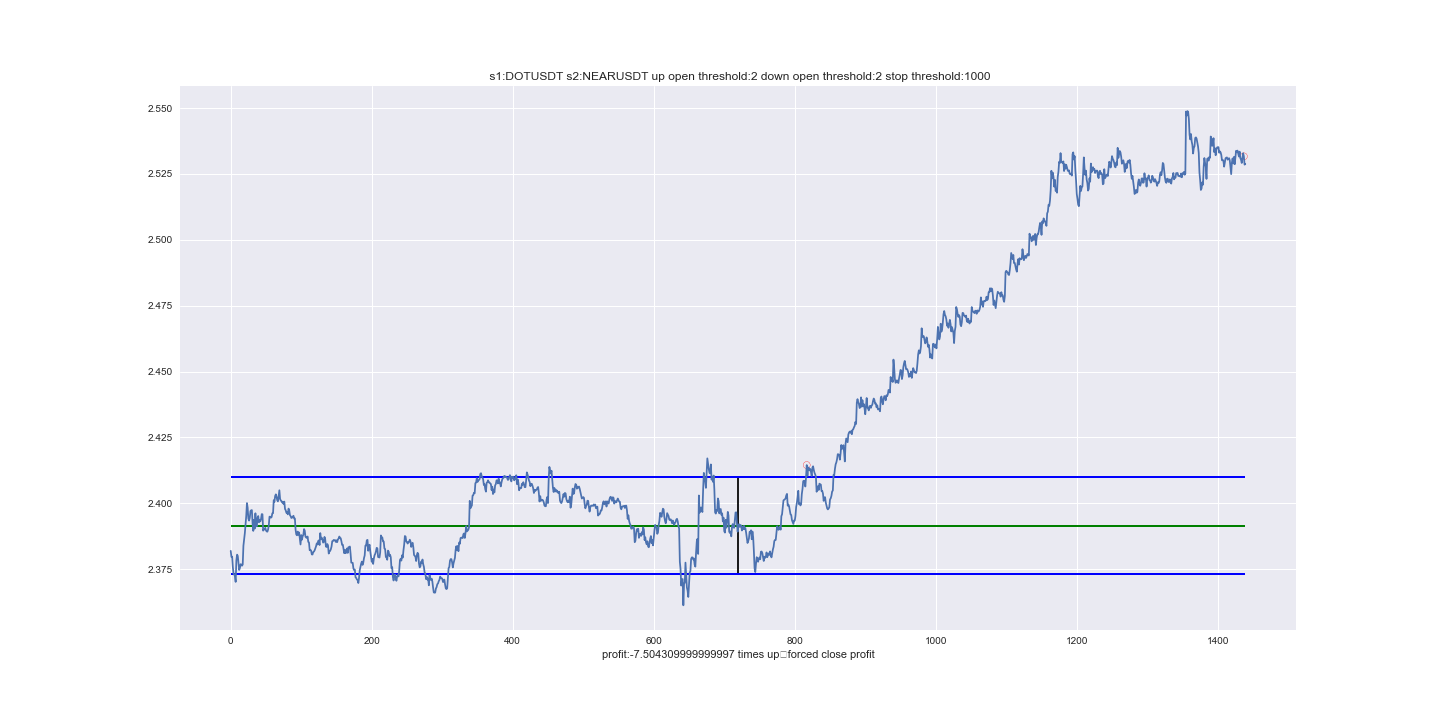 s1:DOTUSDT s2:NEARUSDT up open threshold:2 down open threshold:2 stop threshold:1000
2.550
2.525
2.500
2.475
2.450
2.425
2.400
2.375
0 200 400 600 800 1000 1200 1400
profit:-7.504309999999997 times up□forced close profit